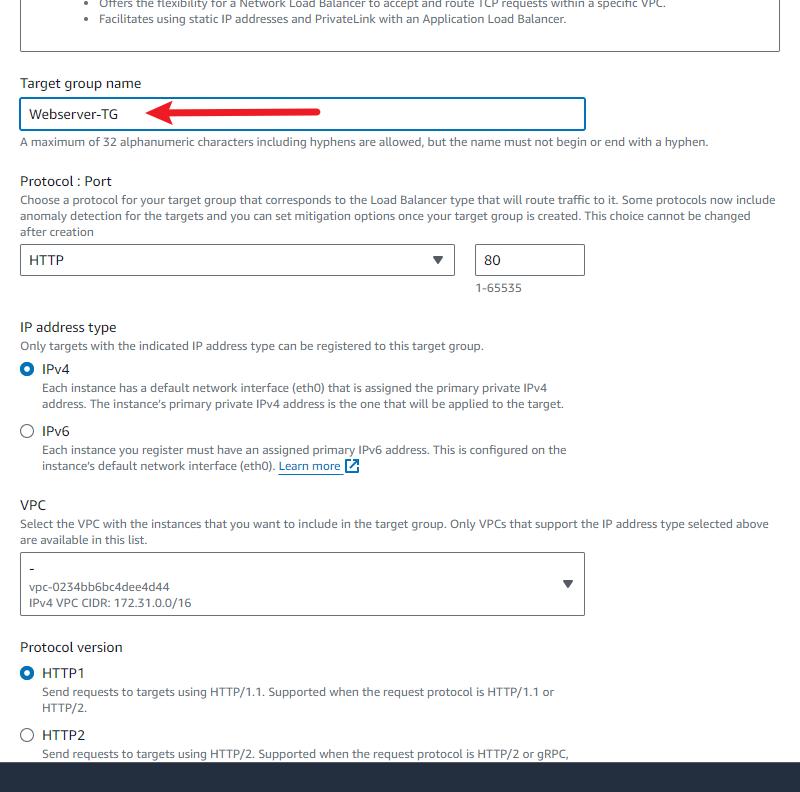 Offers the flexibility for a Network Load Balancer to accept and route TCP requests within a specific VPC.
Facilitates using static IP addresses and PrivateLink with an Application Load Balancer.
Target group name
Webserver-TG
A maximum of 32 alphanumeric characters including hyphens are allowed, but the name must not begin or end with a hyphen.
Protocol : Port
Choose a protocol for your target group that corresponds to the Load Balancer type that will route traffic to it. Some protocols now include
anomaly detection for the targets and you can set mitigation options once your target group is created. This choice cannot be changed
after creation
HTTP
80
1-65535
IP address type
Only targets with the indicated IP address type can be registered to this target group.
IPv4
Each instance has a default network interface (eth0) that is assigned the primary private IPv4
address. The instance's primary private IPv4 address is the one that will be applied to the target.
IPv6
Each instance you register must have an assigned primary IPv6 address. This is configured on the
instance's default network interface (eth0). Learn more
VPC
Select the VPC with the instances that you want to include in the target group. Only VPCs that support the IP address type selected above
are available in this list.
-
vpc-0234bb6bc4dee4d44
IPv4 VPC CIDR: 172.31.0.0/16
Protocol version
HTTP1
Send requests to targets using HTTP/1.1. Supported when the request protocol is HTTP/1.1 or
HTTP/2.
HTTP2
Send requests to targets using HTTP/2. Supported when the request protocol is HTTP/2 or gRPC,